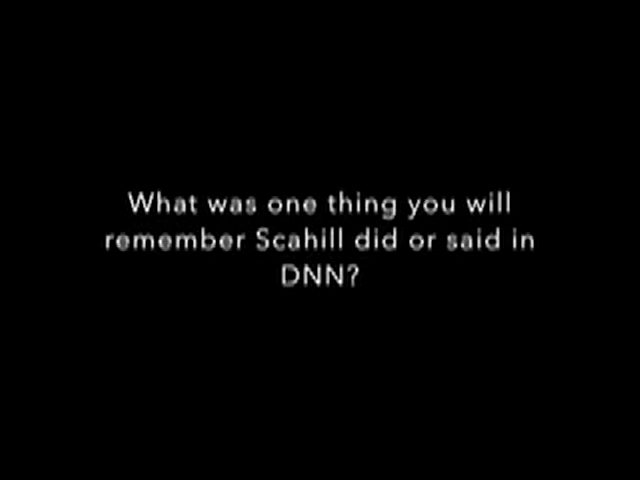 What was one thing you will
remember Scahill did or said in
DNN?